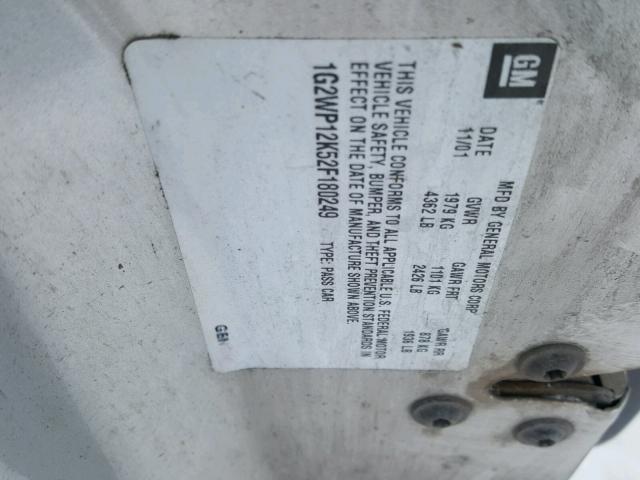 GM
MFD BY GENERAL MOTORS CORP
DATE GVWR GAWR FRT GAWR RR
11/01 1979 KG 1101 KG 878 KG
4362 LB 2426 LB 1936 LB
THIS VEHICLE CONFORMS TO ALL APPLICABLE U.S. FEDERAL MOTOR
VEHICLE SAFETY, BUMPER, AND THEFT PREVENTION STANDARDS IN
EFFECT ON THE DATE OF MANUFACTURE SHOWN ABOVE.
1G2WP12K52F180249 TYPE: PASS CAR